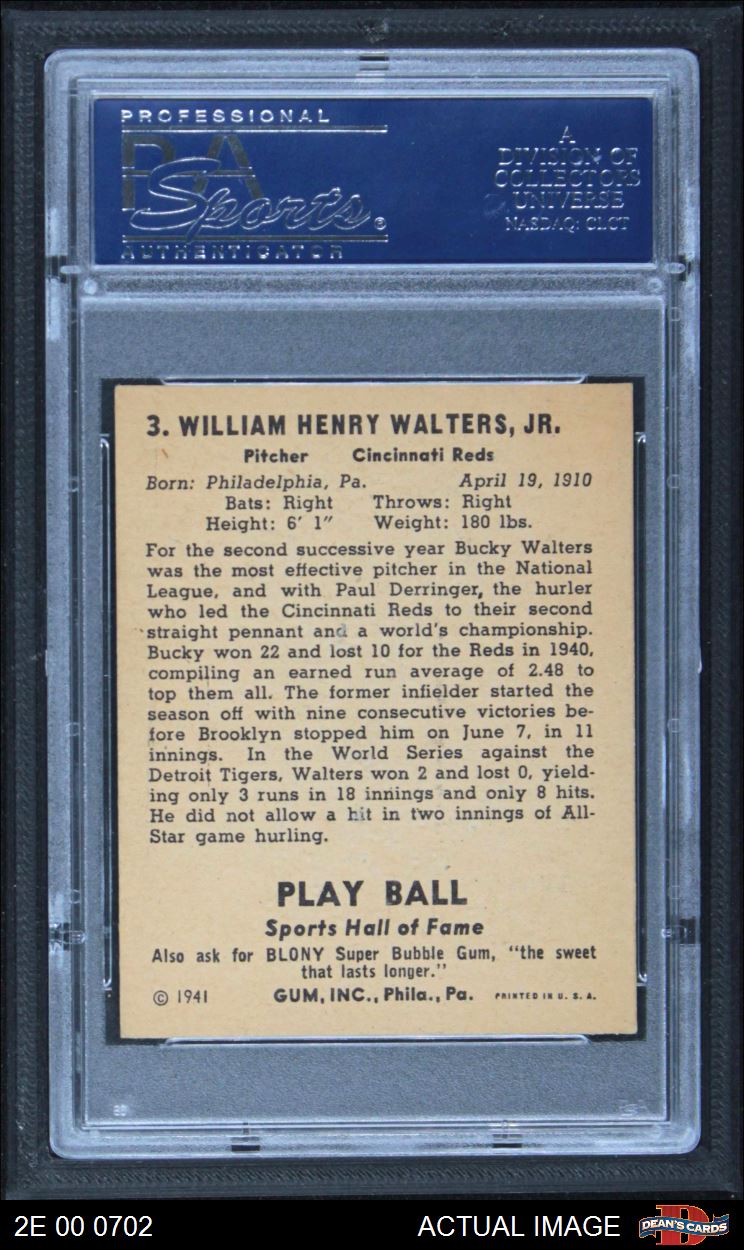 PROFESSIONAL
PSA
Sports®
AUTHENTICATOR
A
DIVISION OF
COLLECTORS
UNIVERSE
NASDAQ: CLCT
3. WILLIAM HENRY WALTERS, JR.
Pitcher Cincinnati Reds
Born: Philadelphia, Pa. April 19, 1910
Bats: Right Throws: Right
Height: 6' 1" Weight: 180 lbs.
For the second successive year Bucky Walters
was the most effective pitcher in the National
League, and with Paul Derringer, the hurler
who led the Cincinnati Reds to their second
straight pennant and a world's championship.
Bucky won 22 and lost 10 for the Reds in 1940,
compiling an earned run average of 2.48 to
top them all. The former infielder started the
season off with nine consecutive victories be-
fore Brooklyn stopped him on June 7, in 11
innings. In the World Series against the
Detroit Tigers, Walters won 2 and lost 0, yield-
ing only 3 runs in 18 innings and only 8 hits.
He did not allow a hit in two innings of All-
Star game hurling.
PLAY BALL
Sports Hall of Fame
Also ask for BLONY Super Bubble Gum, "the sweet
that lasts longer."
© 1941 GUM, INC., Phila., Pa. PRINTED IN U. S. A.
2E 00 0702 ACTUAL IMAGE DEAN'S CARDS